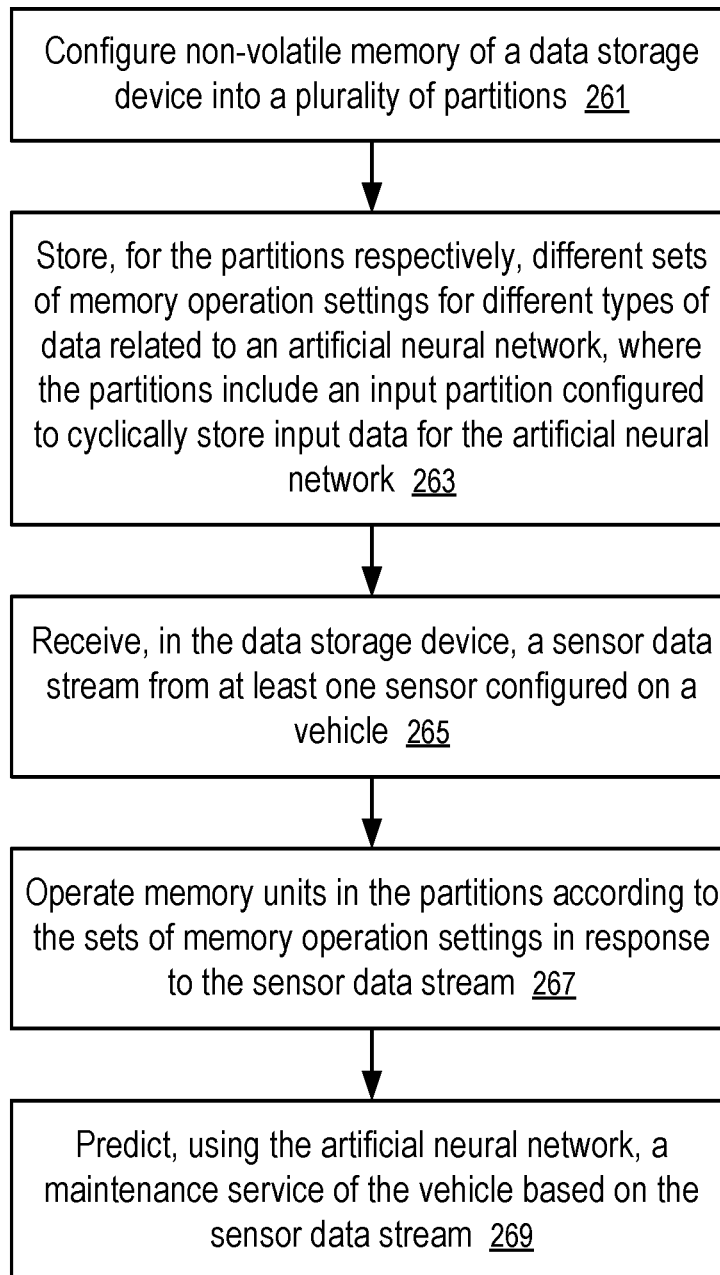 Configure non-volatile memory of a data storage
device into a plurality of partitions 261
Store, for the partitions respectively, different sets
of memory operation settings for different types of
data related to an artificial neural network, where
the partitions include an input partition configured
to cyclically store input data for the artificial neural
network 263
Receive, in the data storage device, a sensor data
stream from at least one sensor configured on a
vehicle 265
Operate memory units in the partitions according to
the sets of memory operation settings in response
to the sensor data stream 267
Predict, using the artificial neural network, a
maintenance service of the vehicle based on the
sensor data stream 269